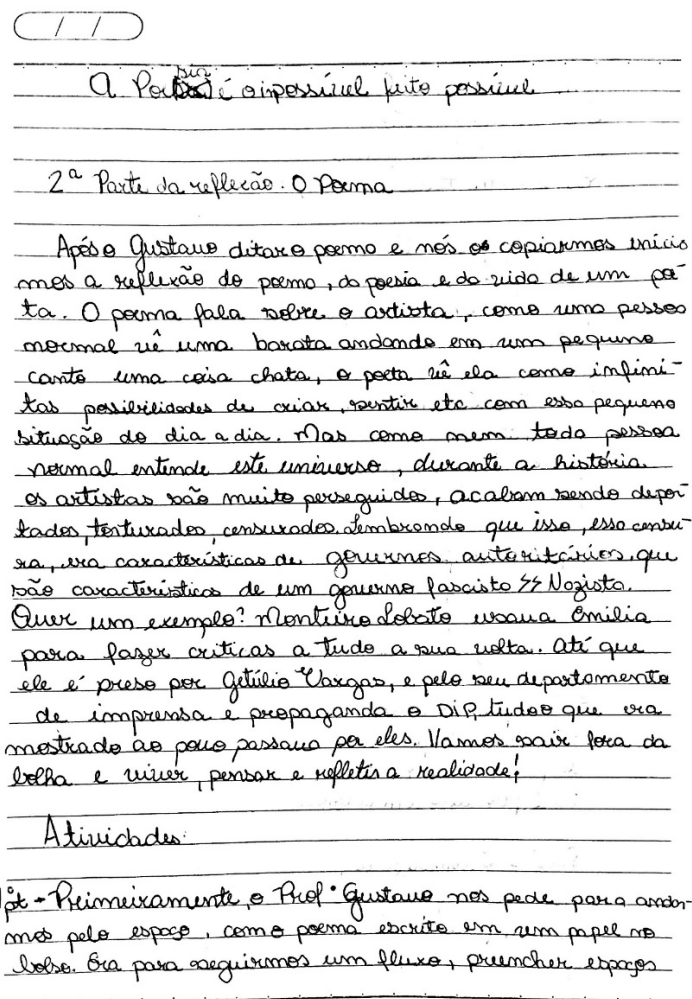 / /
A Poesia é o impossível feito possível
2ª Parte da reflexão. O Poema
Após o Gustavo ditar o poema e nós os copiarmos inicia
mos a reflexão do poema, da poesia e da vida de um poe-
ta. O poema fala sobre o artista, como uma pessoa
normal vê uma barata andando em um pequeno
canto uma coisa chata, o poeta vê ela como infini-
tas possibilidades de criar, sentir etc com essa pequeno
situação do dia a dia. Mas como nem toda pessoa
normal entende este universo, durante a história
os artistas são muito perseguidos, acabam sendo depor-
tados, torturados, censurados. Lembrando que isso, essa censu-
ra, era características de governos autoritários, que
são características de um governo fascista Nazista.
Quer um exemplo? Monteiro Lobato usava Emilia
para fazer criticas a tudo a sua volta. Até que
ele é preso por Getúlio Vargas, e pelo seu departamento
de imprensa e propaganda o DiP, tudo o que era
mostrado ao povo passava por eles. Vamos sair fora da
bolha e viver, pensar e refletir a realidade!
Atividades:
1º pt - Preimeiramente, o Profº Gustavo nos pede para andar-
mos pelo espaço, com o poema escrito em um papel no
bolso. Era para seguirmos um fluxo, preencher espaços